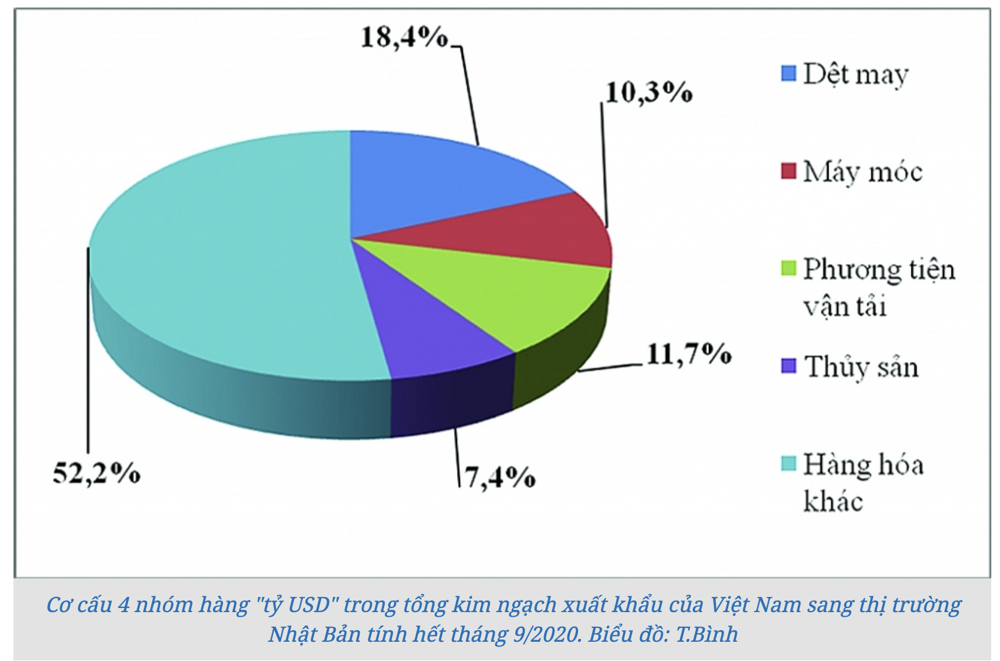 18,4%
10,3%
11,7%
7,4%
52,2%
Dệt may
Máy móc
Phương tiện
vận tải
Thủy sản
Hàng hóa
khác
Cơ cấu 4 nhóm hàng "tỷ USD" trong tổng kim ngạch xuất khẩu của Việt Nam sang thị trường
Nhật Bản tính hết tháng 9/2020. Biểu đồ: T.Bình